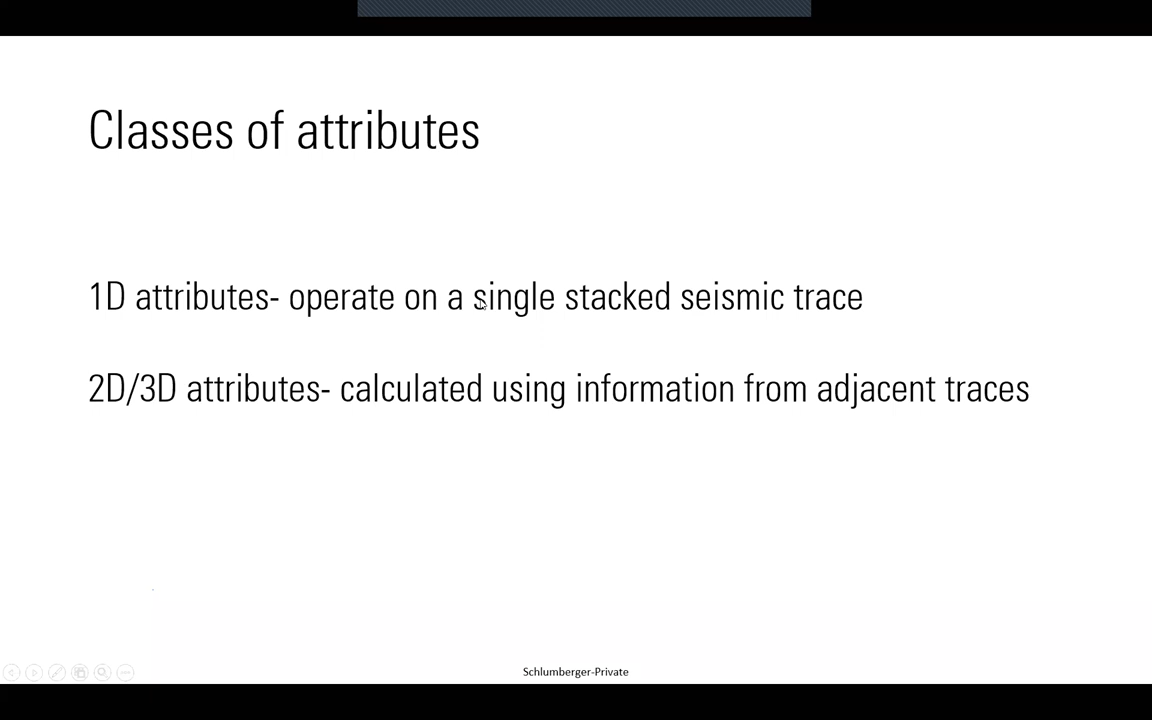 Classes of attributes
1D attributes- operate on a single stacked seismic trace
2D/3D attributes- calculated using information from adjacent traces
Schlumberger-Private